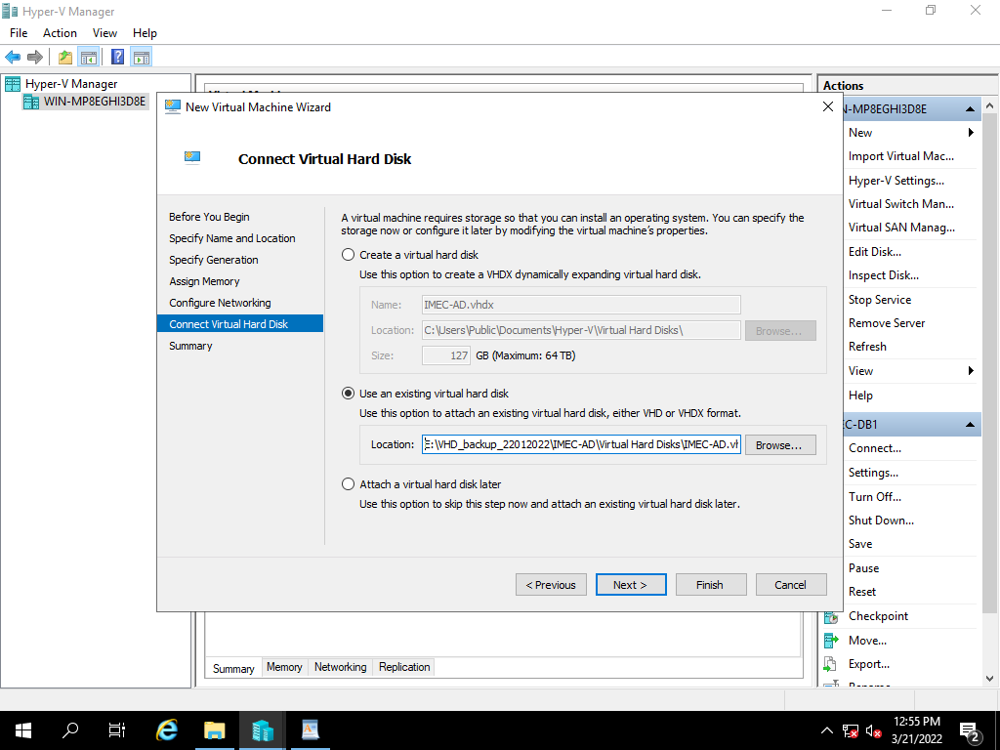 Hyper-V Manager
File Action View Help
Hyper-V Manager
WIN-MP8EGHI3D8E
New Virtual Machine Wizard
Connect Virtual Hard Disk
Before You Begin
Specify Name and Location
Specify Generation
Assign Memory
Configure Networking
Connect Virtual Hard Disk
Summary
A virtual machine requires storage so that you can install an operating system. You can specify the
storage now or configure it later by modifying the virtual machine's properties.
Create a virtual hard disk
Use this option to create a VHDX dynamically expanding virtual hard disk.
Name: IMEC-AD.vhdx
Location: C:\Users\Public\Documents\Hyper-V\Virtual Hard Disks\ Browse...
Size: 127 GB (Maximum: 64 TB)
Use an existing virtual hard disk
Use this option to attach an existing virtual hard disk, either VHD or VHDX format.
Location: E:\VHD_backup_22012022\IMEC-AD\Virtual Hard Disks\IMEC-AD.vh Browse...
Attach a virtual hard disk later
Use this option to skip this step now and attach an existing virtual hard disk later.
< Previous Next > Finish Cancel
Summary Memory Networking Replication
Actions
N-MP8EGHI3D8E
New
Import Virtual Mac...
Hyper-V Settings...
Virtual Switch Man...
Virtual SAN Manag...
Edit Disk...
Inspect Disk...
Stop Service
Remove Server
Refresh
View
Help
EC-DB1
Connect...
Settings...
Turn Off...
Shut Down...
Save
Pause
Reset
Checkpoint
Move...
Export...
Rename...
12:55 PM
3/21/2022
2